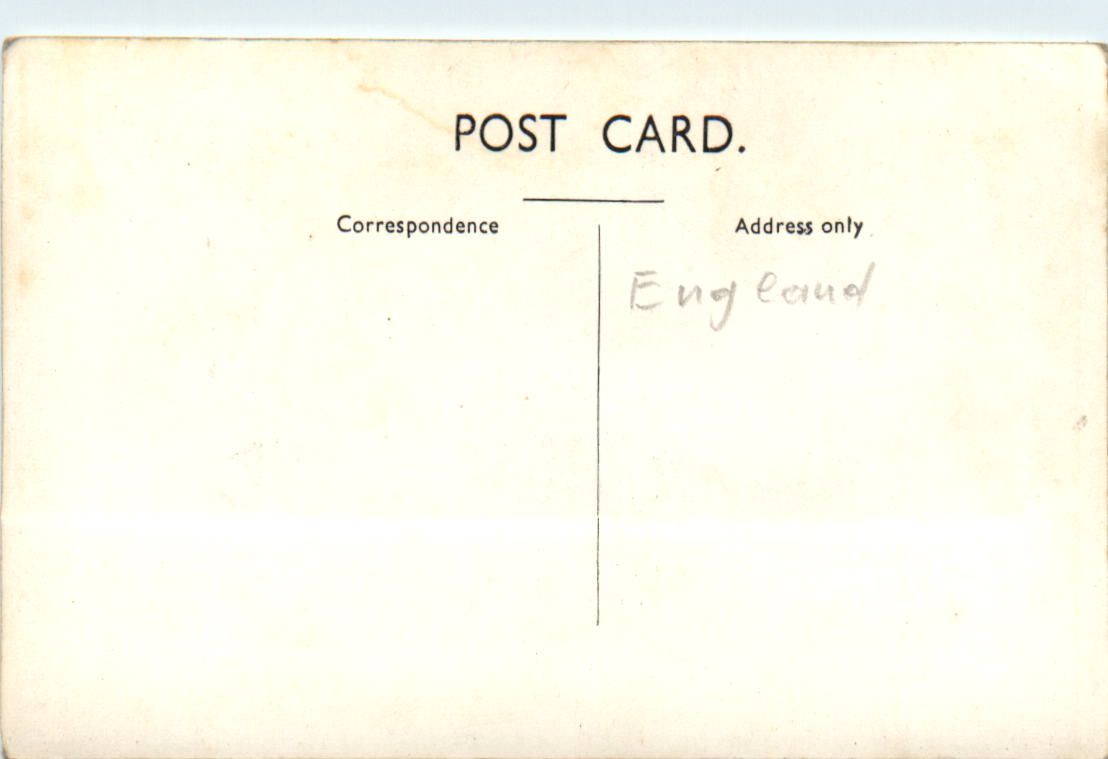 POST CARD.
Correspondence
Address only
England